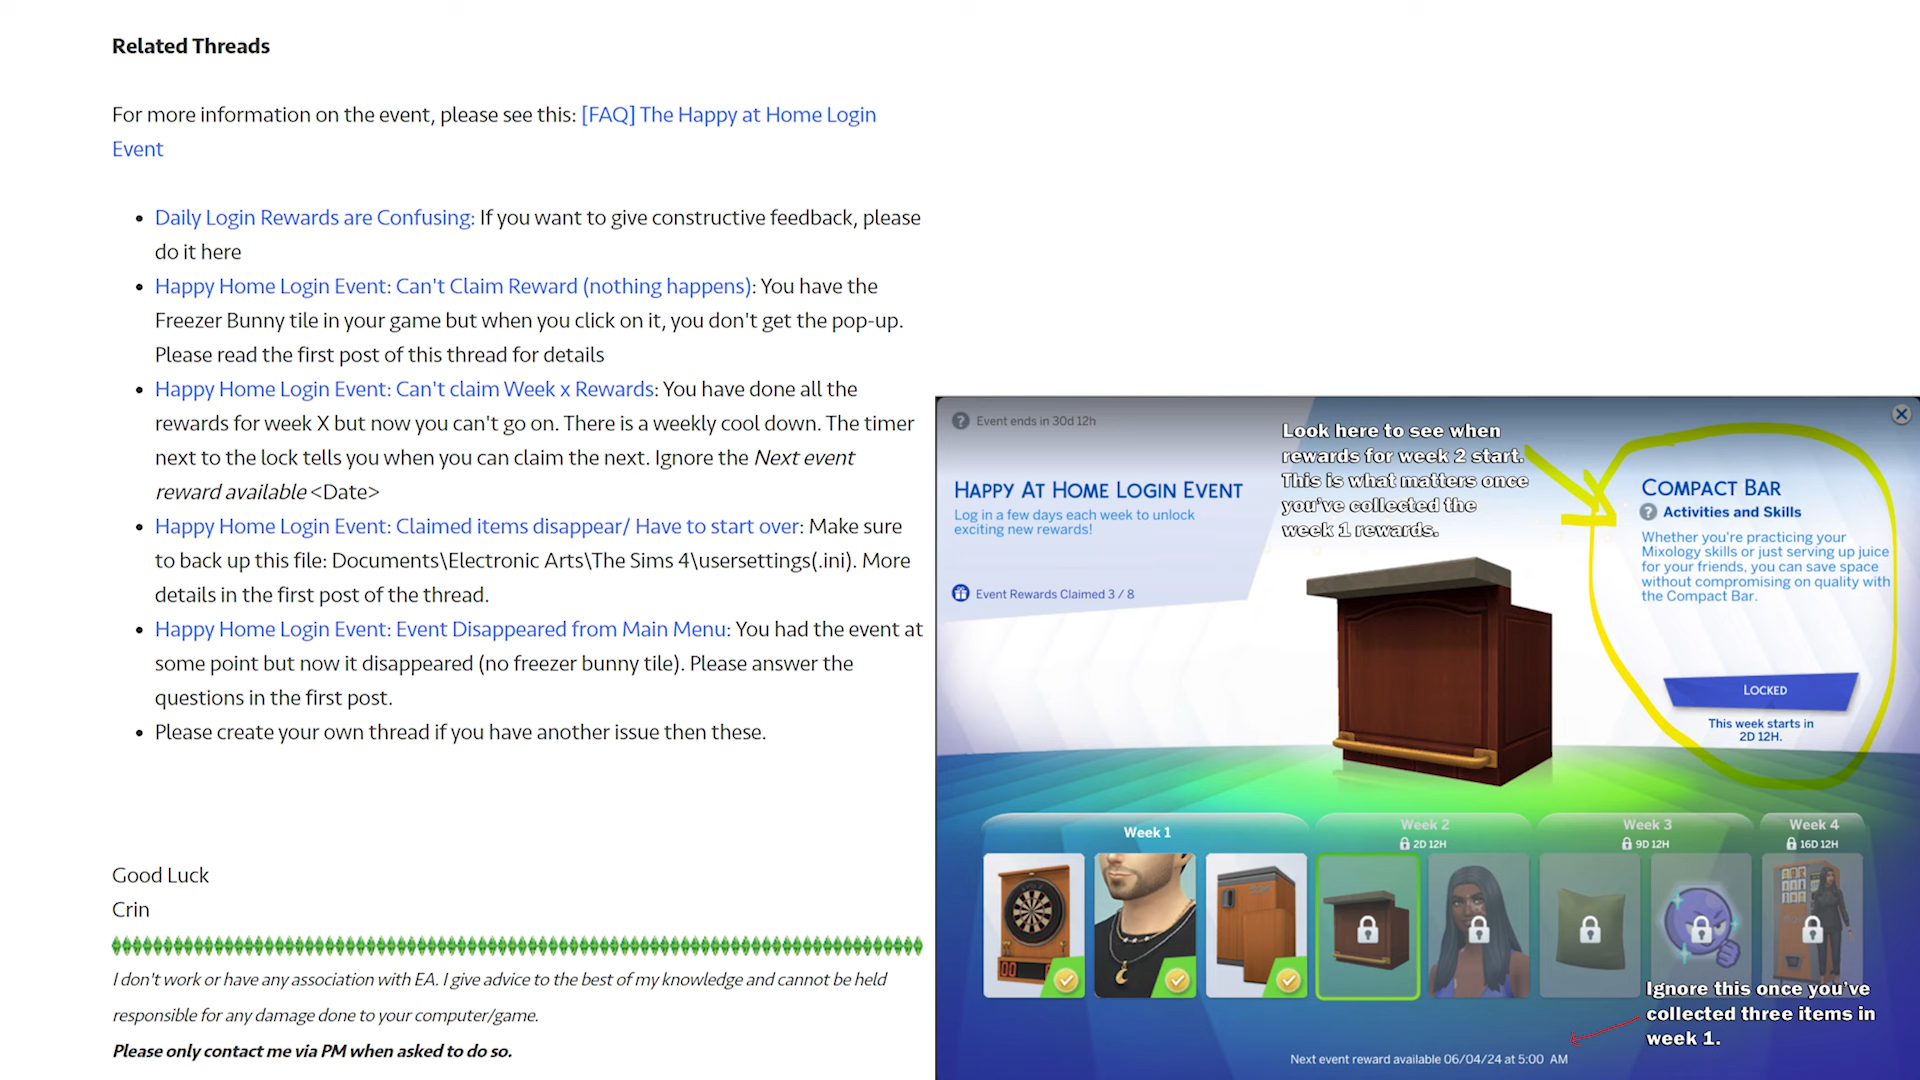 Related Threads
For more information on the event, please see this: [FAQ] The Happy at Home Login
Event
• Daily Login Rewards are Confusing: If you want to give constructive feedback, please
do it here
• Happy Home Login Event: Can't Claim Reward (nothing happens): You have the
Freezer Bunny tile in your game but when you click on it, you don't get the pop-up.
Please read the first post of this thread for details
• Happy Home Login Event: Can't claim Week x Rewards: You have done all the
rewards for week X but now you can't go on. There is a weekly cool down. The timer
next to the lock tells you when you can claim the next. Ignore the Next event
reward available <Date>
• Happy Home Login Event: Claimed items disappear/ Have to start over: Make sure
to back up this file: Documents\Electronic Arts\The Sims 4\usersettings(.ini). More
details in the first post of the thread.
• Happy Home Login Event: Event Disappeared from Main Menu: You had the event at
some point but now it disappeared (no freezer bunny tile). Please answer the
questions in the first post.
• Please create your own thread if you have another issue then these.
Good Luck
Crin
I don't work or have any association with EA. I give advice to the best of my knowledge and cannot be held
responsible for any damage done to your computer/game.
Please only contact me via PM when asked to do so.
Event ends in 30d 12h
HAPPY AT HOME LOGIN EVENT
Log in a few days each week to unlock
exciting new rewards!
Event Rewards Claimed 3 / 8
Look here to see when
rewards for week 2 start.
This is what matters once
you've collected the
week 1 rewards.
COMPACT BAR
? Activities and Skills
Whether you're practicing your
Mixology skills or just serving up juice
for your friends, you can save space
without compromising on quality with
the Compact Bar.
LOCKED
This week starts in
2D 12H.
Week 1
Week 2
2D 12H
Week 3
9D 12H
Week 4
16D 12H
00
Ignore this once you've
collected three items in
week 1.
Next event reward available 06/04/24 at 5:00 AM